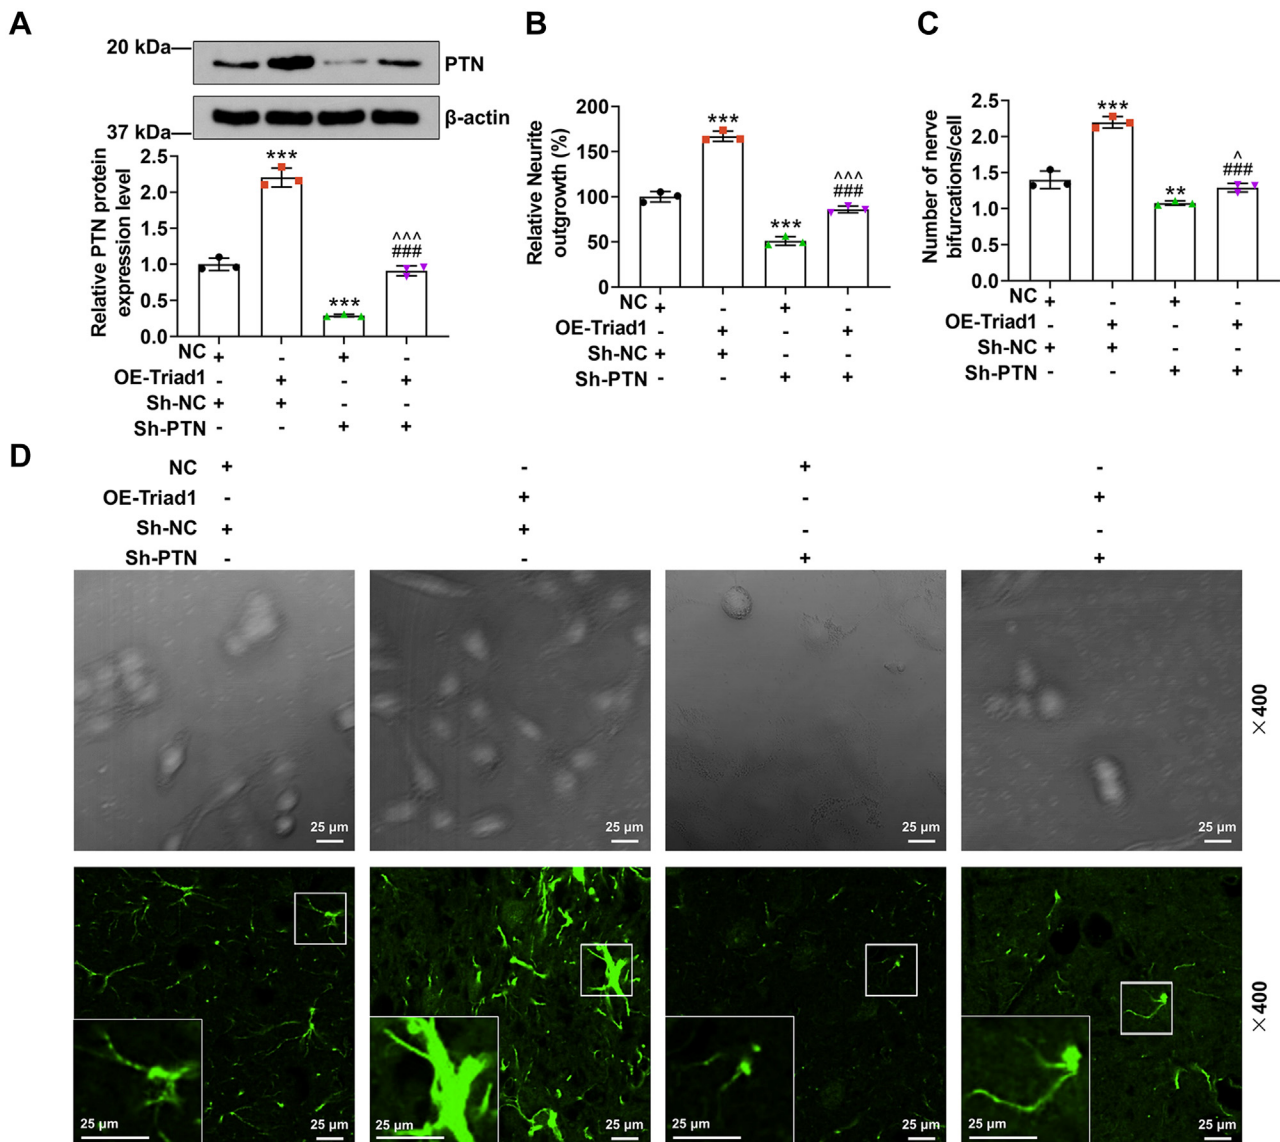 A
20 kDa
PTN
β-actin
37 kDa
Relative PTN protein
expression level
2.5
2.0
1.5
1.0
0.5
0.0
***
***
^^^
###
NC + - + -
OE-Triad1 - + - +
Sh-NC + + - -
Sh-PTN - - + +
B
Relative Neurite
outgrowth (%)
200
150
100
50
0
***
***
^^^
###
NC + - + -
OE-Triad1 - + - +
Sh-NC + + - -
Sh-PTN - - + +
C
Number of nerve
bifurcations/cell
2.5
2.0
1.5
1.0
0.5
0.0
***
**
^
###
NC + - + -
OE-Triad1 - + - +
Sh-NC + + - -
Sh-PTN - - + +
D
NC + - + -
OE-Triad1 - + - +
Sh-NC + + - -
Sh-PTN - - + +
25 μm
25 μm
25 μm
25 μm
×400
25 μm
25 μm
25 μm
25 μm
25 μm
25 μm
25 μm
25 μm
×400